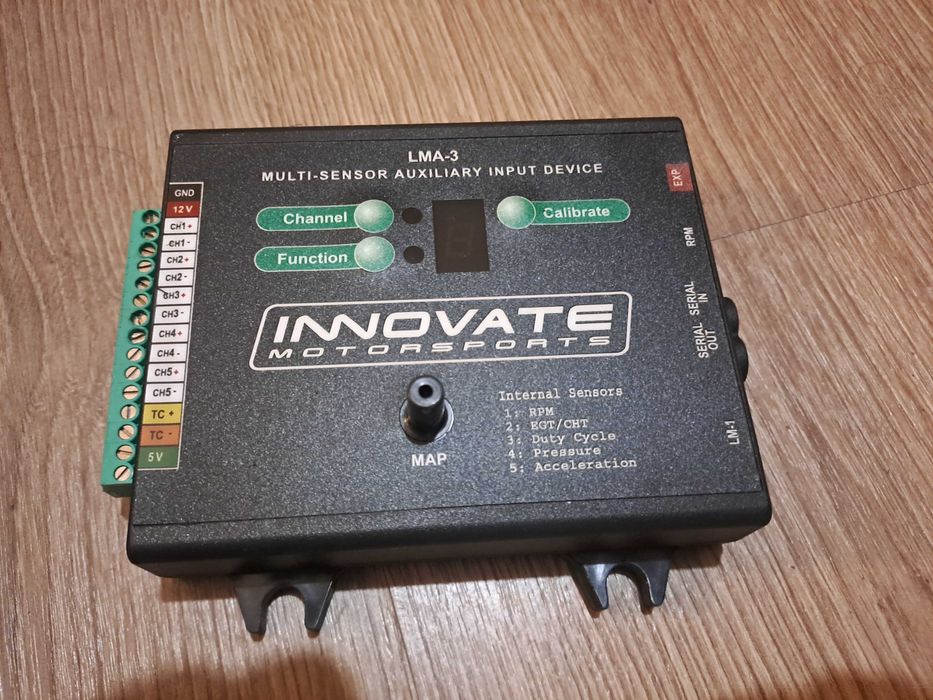 LMA-3
MULTI-SENSOR AUXILIARY INPUT DEVICE
GND
12 V
CH1+
CH1-
CH2+
CH2-
CH3+
CH3-
CH4+
CH4-
CH5+
CH5-
TC +
TC -
5 V
Channel
Function
Calibrate
INNOVATE
MOTORSPORTS
MAP
Internal Sensors
1: RPM
2: EGT/CHT
3: Duty Cycle
4: Pressure
5: Acceleration
EXP
RPM
SERIAL
IN
SERIAL
OUT
LM-1